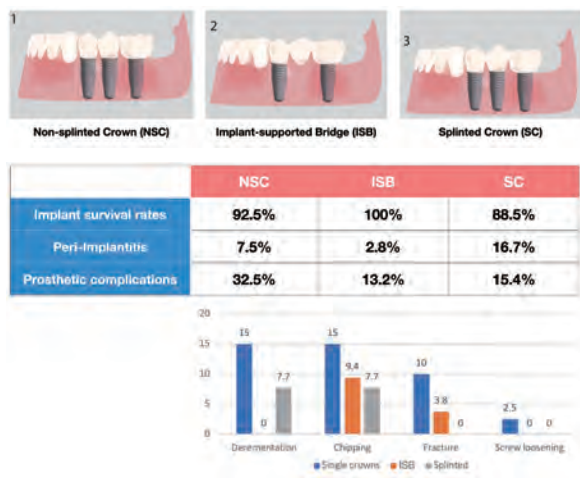 1
2
3
Non-splinted Crown (NSC)
Implant-supported Bridge (ISB)
Splinted Crown (SC)
NSC ISB SC
Implant survival rates 92.5% 100% 88.5%
Peri-Implantitis 7.5% 2.8% 16.7%
Prosthetic complications 32.5% 13.2% 15.4%
20
15
10
5
0
15 0 7.7
15 9.4 7.7
10 3.8 0
2.5 0 0
Decementation Chipping Fracture Screw loosening
Single crowns ISB Splinted